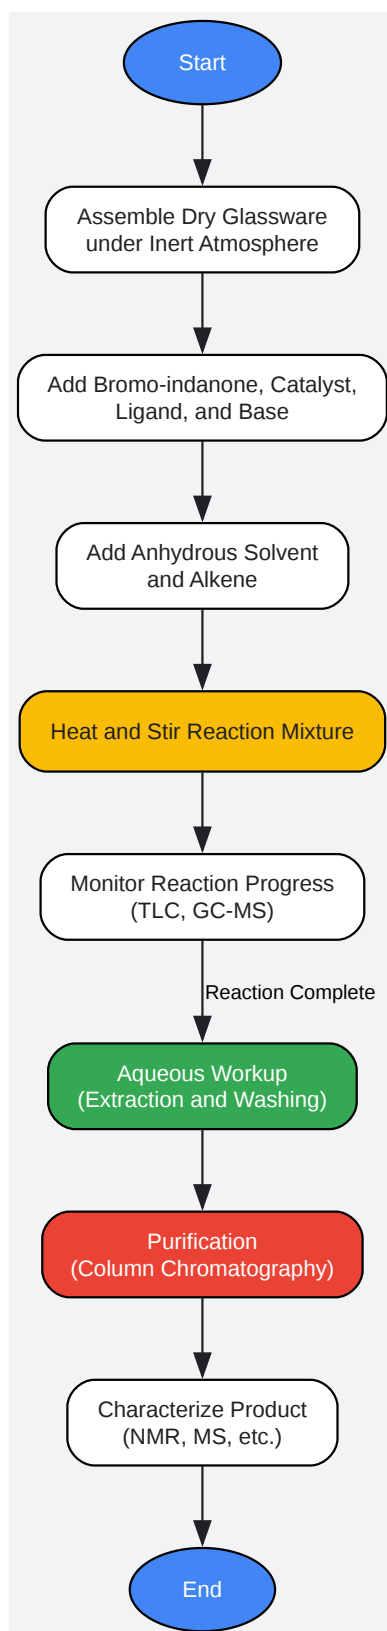 Start
Assemble Dry Glassware
under Inert Atmosphere
Add Bromo-indanone, Catalyst,
Ligand, and Base
Add Anhydrous Solvent
and Alkene
Heat and Stir Reaction Mixture
Monitor Reaction Progress
(TLC, GC-MS)
Reaction Complete
Aqueous Workup
(Extraction and Washing)
Purification
(Column Chromatography)
Characterize Product
(NMR, MS, etc.)
End